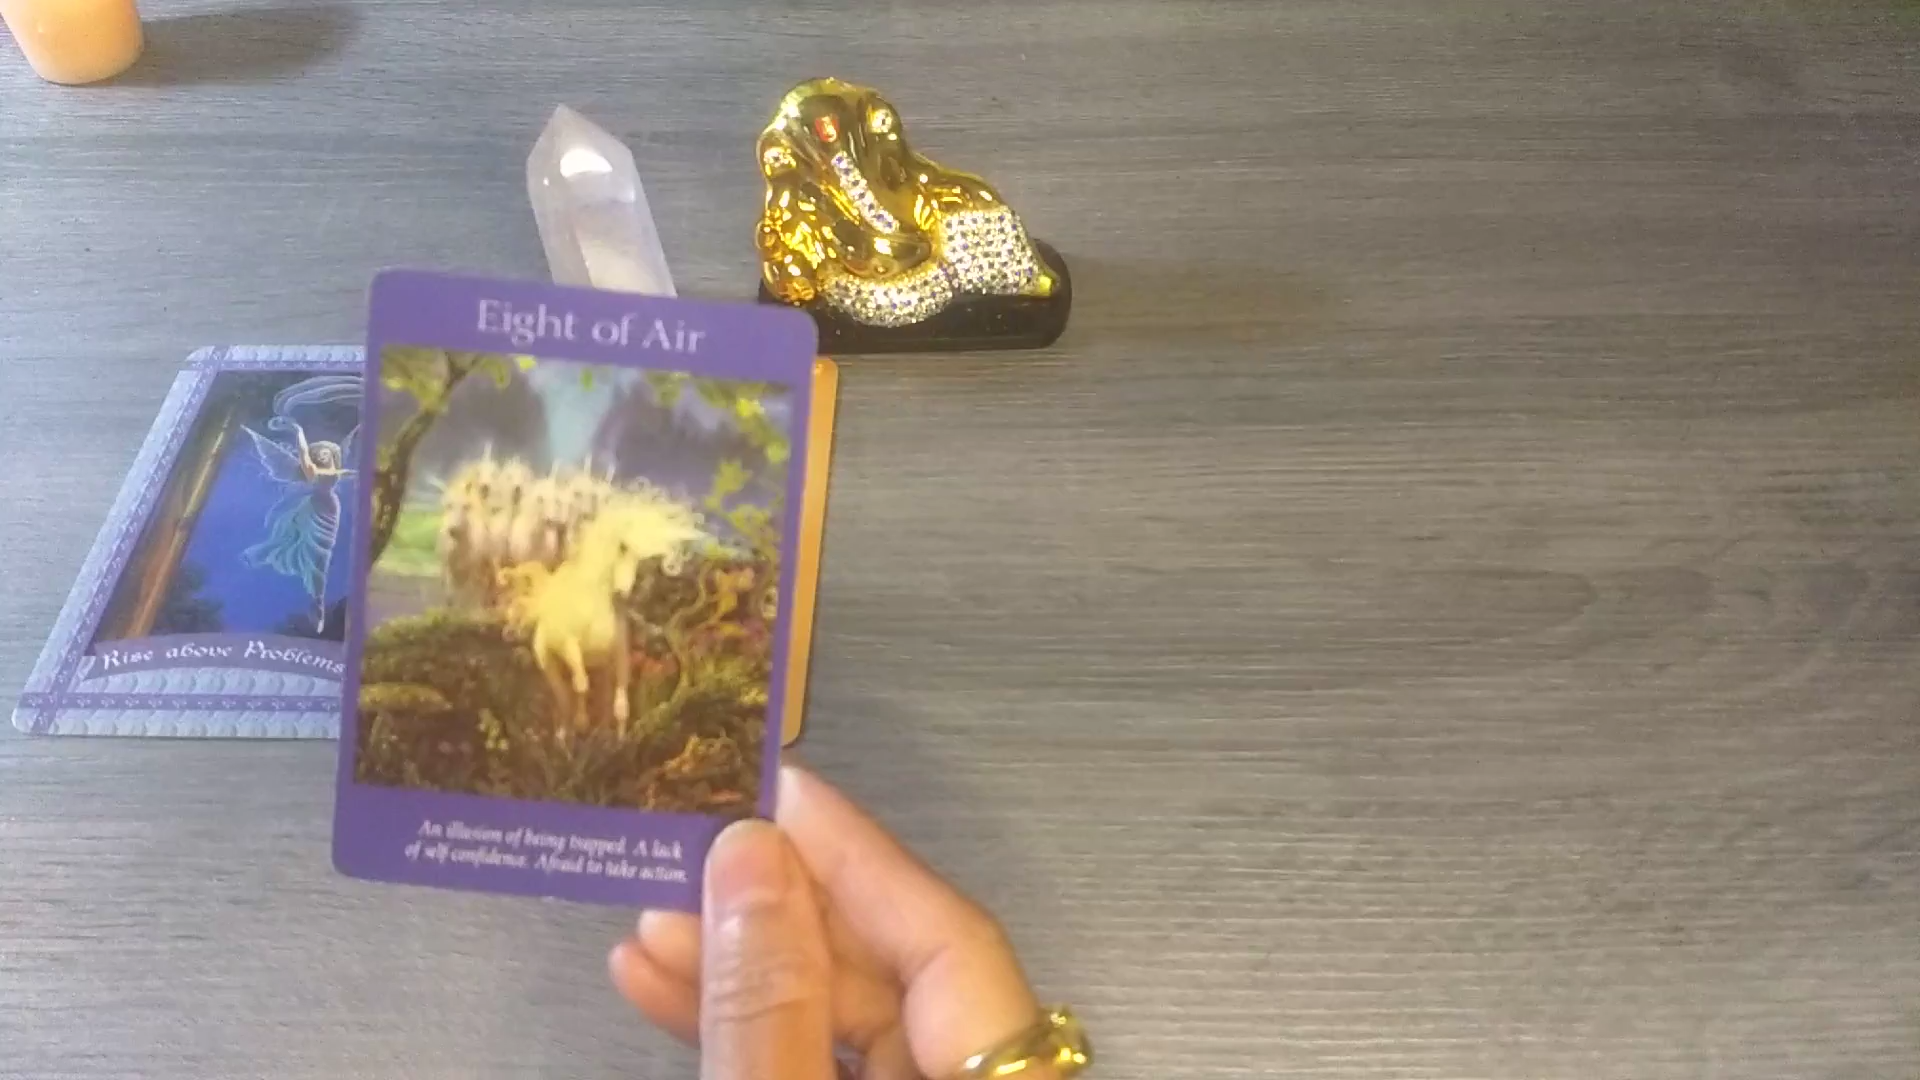 Eight of Air
Rise above Problems
An illusion of being trapped. A lack
of self-confidence. Afraid to take action.